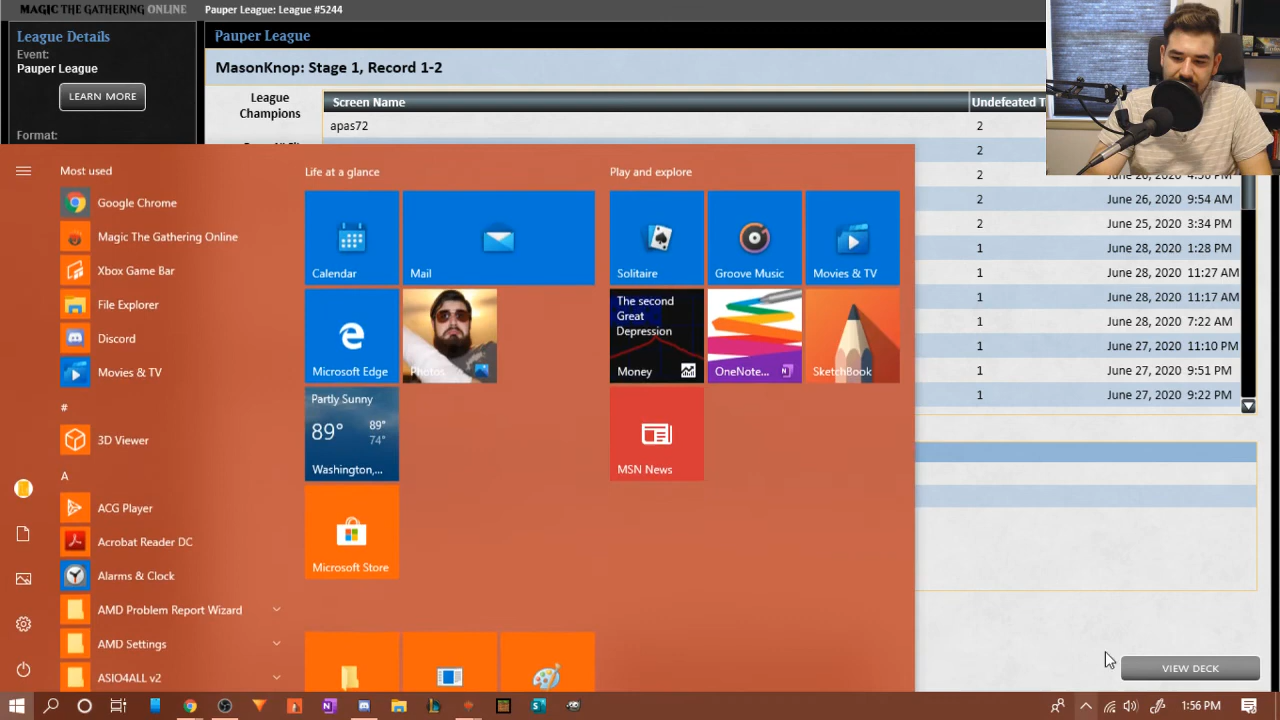 MAGIC THE GATHERING ONLINE
Pauper League: League #5244
League Details
Event:
Pauper League
LEARN MORE
Format:
Pauper League
MasonKnop: Stage 1, Record 1-2
League
Champions
Screen Name
Undefeated T
apas72
2
2
2
2 June 26, 2020 9:54 AM
2 June 25, 2020 3:34 PM
1 June 28, 2020 1:28 PM
1 June 28, 2020 11:27 AM
1 June 28, 2020 11:17 AM
1 June 28, 2020 7:22 AM
1 June 27, 2020 11:10 PM
1 June 27, 2020 9:51 PM
1 June 27, 2020 9:22 PM
VIEW DECK
Most used
Google Chrome
Magic The Gathering Online
Xbox Game Bar
File Explorer
Discord
Movies & TV
#
3D Viewer
A
ACG Player
Acrobat Reader DC
Alarms & Clock
AMD Problem Report Wizard
AMD Settings
ASIO4ALL v2
Life at a glance
Calendar
Mail
Microsoft Edge
Photos
Partly Sunny
89° 89°
74°
Washington,...
Microsoft Store
Play and explore
Solitaire
Groove Music
Movies & TV
The second
Great
Depression
Money
OneNote...
SketchBook
MSN News
1:56 PM